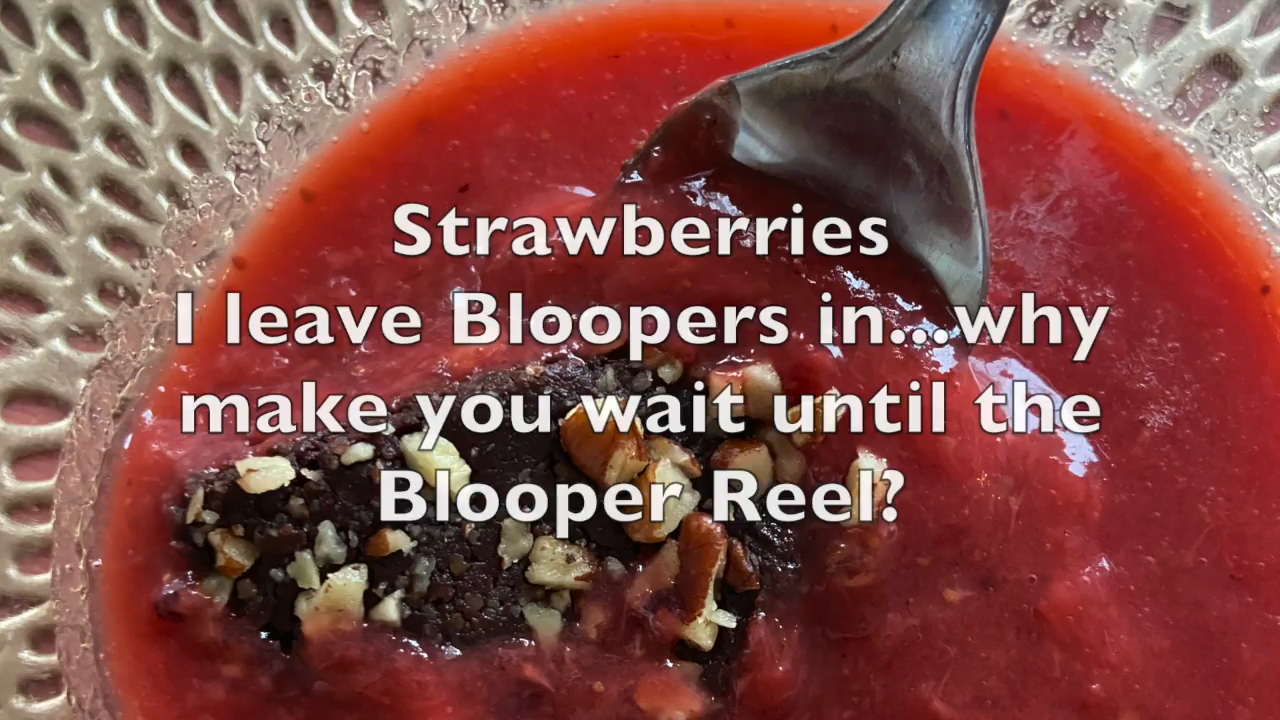 Strawberries
I leave Bloopers in...why
make you wait until the
Blooper Reel?